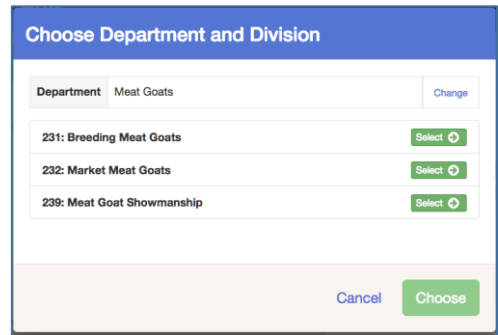 Choose Department and Division
Department Meat Goats Change
231: Breeding Meat Goats Select
232: Market Meat Goats Select
239: Meat Goat Showmanship Select
Cancel Choose